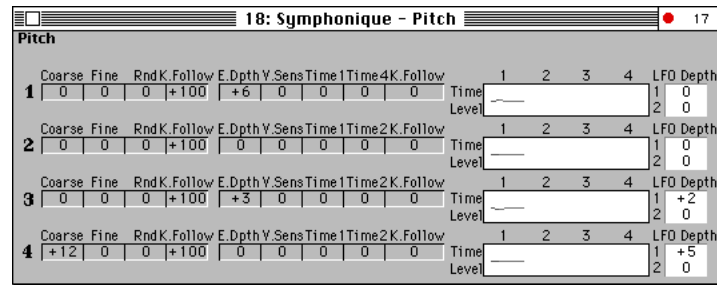 18: Symphonique - Pitch 17
Pitch
Coarse Fine Rnd K.Follow E.Dpth V.Sens Time1 Time4 K.Follow 1 2 3 4 LFO Depth
1 0 0 0 +100 +6 0 0 0 0 Time 1 0
Level 2 0
Coarse Fine Rnd K.Follow E.Dpth V.Sens Time1 Time2 K.Follow 1 2 3 4 LFO Depth
2 0 0 0 +100 0 0 0 0 0 Time 1 0
Level 2 0
Coarse Fine Rnd K.Follow E.Dpth V.Sens Time1 Time2 K.Follow 1 2 3 4 LFO Depth
3 0 0 0 +100 +3 0 0 0 0 Time 1 +2
Level 2 0
Coarse Fine Rnd K.Follow E.Dpth V.Sens Time1 Time2 K.Follow 1 2 3 4 LFO Depth
4 +12 0 0 +100 0 0 0 0 0 Time 1 +5
Level 2 0